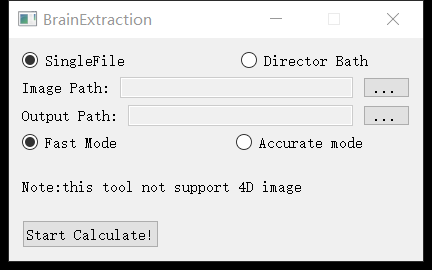 BrainExtraction
SingleFile Director Bath
Image Path: ...
Output Path: ...
Fast Mode Accurate mode
Note:this tool not support 4D image
Start Calculate!